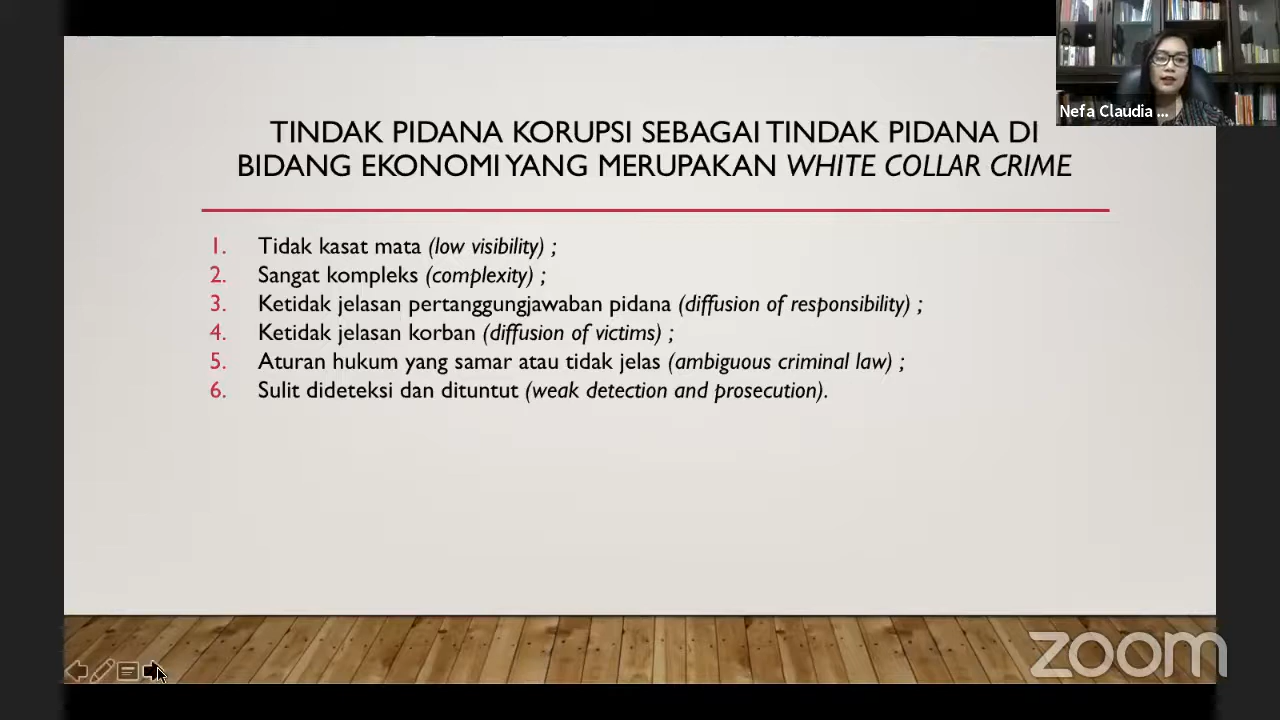 Nefa Claudia ...
TINDAK PIDANA KORUPSI SEBAGAI TINDAK PIDANA DI
BIDANG EKONOMI YANG MERUPAKAN WHITE COLLAR CRIME
1. Tidak kasat mata (low visibility) ;
2. Sangat kompleks (complexity) ;
3. Ketidak jelasan pertanggungjawaban pidana (diffusion of responsibility) ;
4. Ketidak jelasan korban (diffusion of victims) ;
5. Aturan hukum yang samar atau tidak jelas (ambiguous criminal law) ;
6. Sulit dideteksi dan dituntut (weak detection and prosecution).
zoom